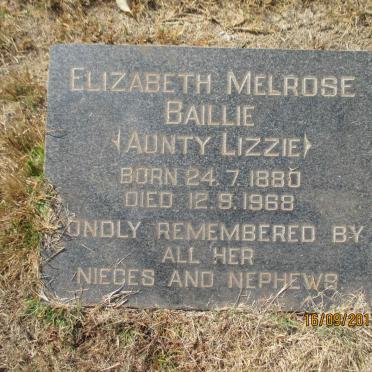 ELIZABETH MELROSE
BAILLIE
(AUNTY LIZZIE)
BORN 24.7.1880
DIED 12.9.1968
ONDLY REMEMBERED BY
ALL HER
NIECES AND NEPHEWS
16/09/201